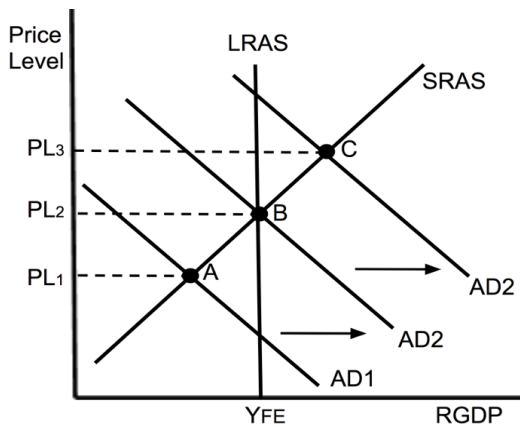 Price
Level
LRAS
SRAS
PL3
C
PL2
B
PL1
A
AD2
AD2
AD1
YFE
RGDP